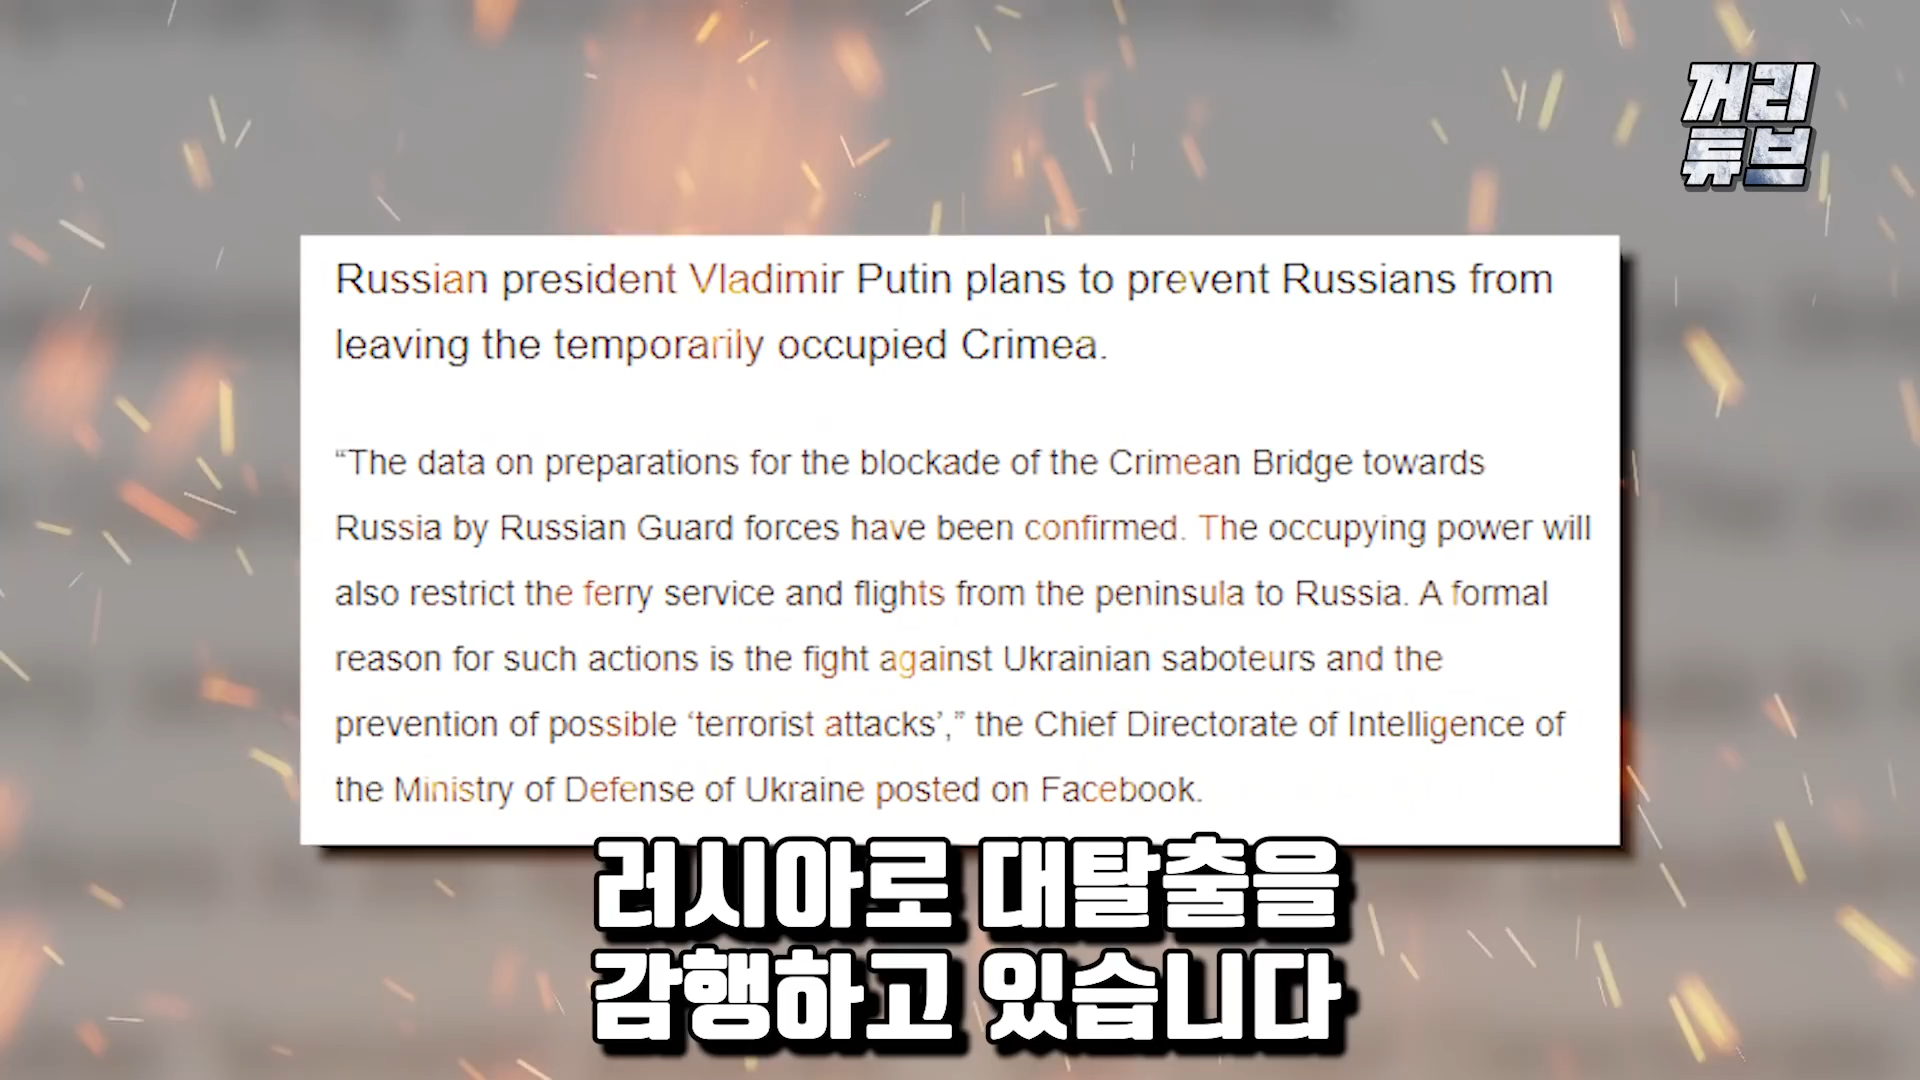 꺼리
튜브
Russian president Vladimir Putin plans to prevent Russians from
leaving the temporarily occupied Crimea.
“The data on preparations for the blockade of the Crimean Bridge towards
Russia by Russian Guard forces have been confirmed. The occupying power will
also restrict the ferry service and flights from the peninsula to Russia. A formal
reason for such actions is the fight against Ukrainian saboteurs and the
prevention of possible ‘terrorist attacks’,” the Chief Directorate of Intelligence of
the Ministry of Defense of Ukraine posted on Facebook.
러시아로 대탈출을
감행하고 있습니다